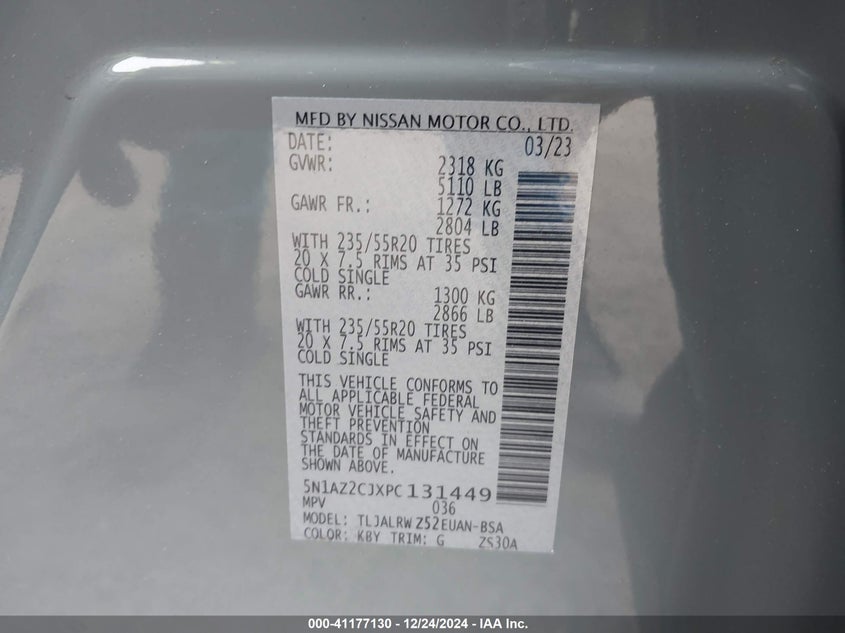 MFD BY NISSAN MOTOR CO., LTD.
DATE: 03/23
GVWR: 2318 KG
5110 LB
GAWR FR.: 1272 KG
2804 LB
WITH 235/55R20 TIRES
20 X 7.5 RIMS AT 35 PSI
COLD SINGLE
GAWR RR.: 1300 KG
2866 LB
WITH 235/55R20 TIRES
20 X 7.5 RIMS AT 35 PSI
COLD SINGLE
THIS VEHICLE CONFORMS TO
ALL APPLICABLE FEDERAL
MOTOR VEHICLE SAFETY AND
THEFT PREVENTION
STANDARDS IN EFFECT ON
THE DATE OF MANUFACTURE
SHOWN ABOVE.
5N1AZ2CJXPC131449
MPV 036
MODEL: TLJALRWZ52EUAN-BSA
COLOR: KBY TRIM: G ZS30A
000-41177130 - 12/24/2024 - IAA Inc.